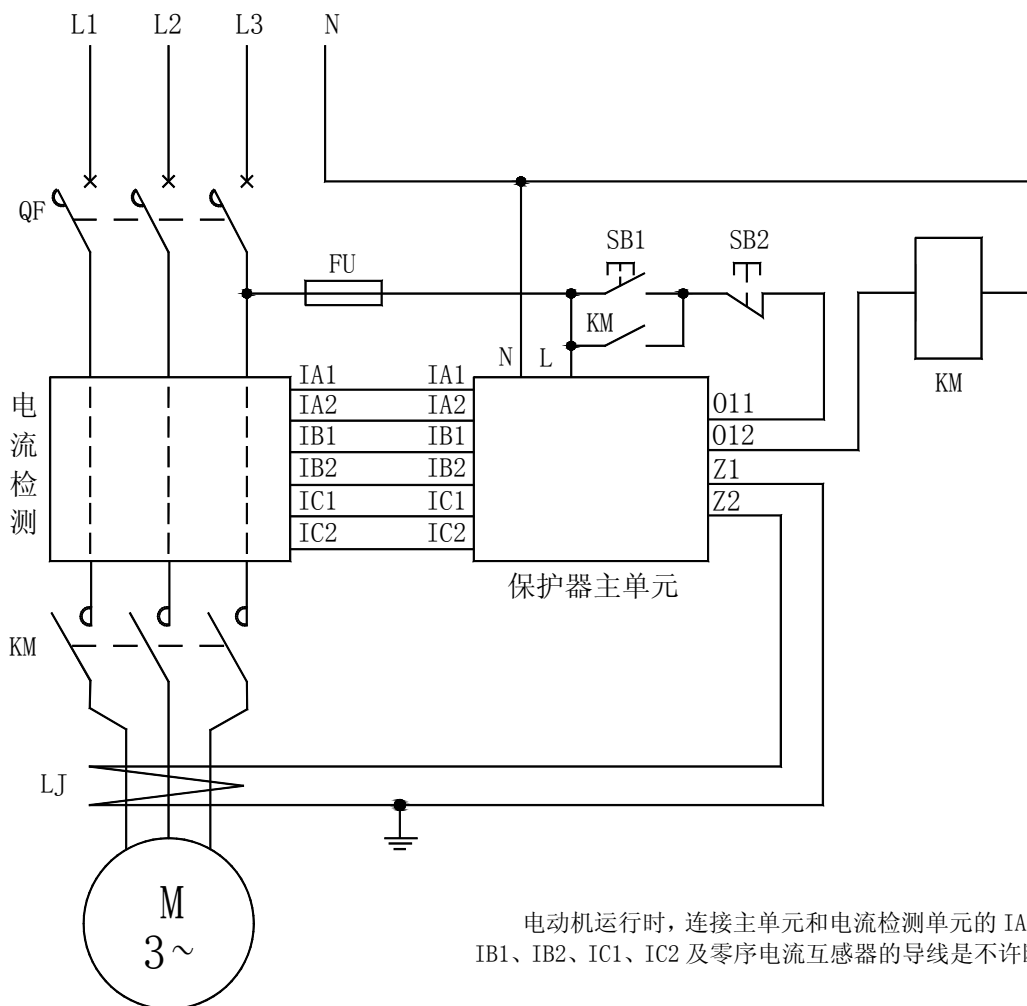 L1 L2 L3 N
QF
FU
SB1 SB2
KM
KM
N L
电流检测
IA1 IA1
IA2 IA2
IB1 IB1
IB2 IB2
IC1 IC1
IC2 IC2
O11
O12
Z1
Z2
保护器主单元
KM
LJ
M
3~
电动机运行时，连接主单元和电流检测单元的 IA
IB1、IB2、IC1、IC2 及零序电流互感器的导线是不许